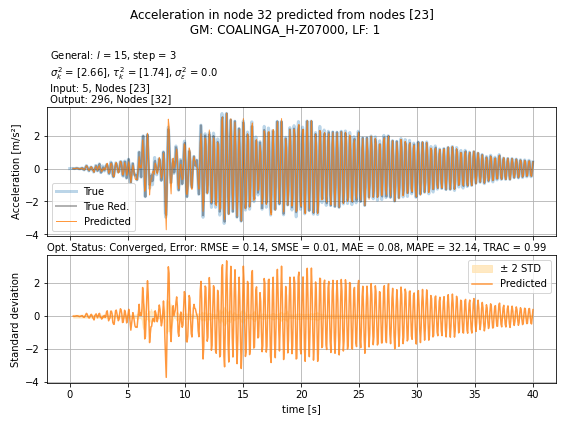 Acceleration in node 32 predicted from nodes [23]
GM: COALINGA_H-Z07000, LF: 1
General: l = 15, step = 3
σ²ₖ = [2.66], τ²ₖ = [1.74], σ²ε = 0.0
Input: 5, Nodes [23]
Output: 296, Nodes [32]
Acceleration [m/s²]
2
0
−2
−4
True
True Red.
Predicted
Opt. Status: Converged, Error: RMSE = 0.14, SMSE = 0.01, MAE = 0.08, MAPE = 32.14, TRAC = 0.99
Standard deviation
2
0
−2
−4
± 2 STD
Predicted
0 5 10 15 20 25 30 35 40
time [s]